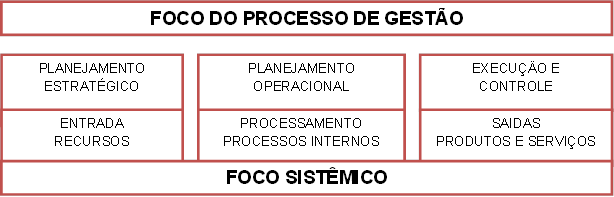 FOCO DO PROCESSO DE GESTÃO
PLANEJAMENTO
ESTRATÉGICO
PLANEJAMENTO
OPERACIONAL
EXECUÇÃO E
CONTROLE
ENTRADA
RECURSOS
PROCESSAMENTO
PROCESSOS INTERNOS
SAIDAS
PRODUTOS E SERVIÇOS
FOCO SISTÊMICO